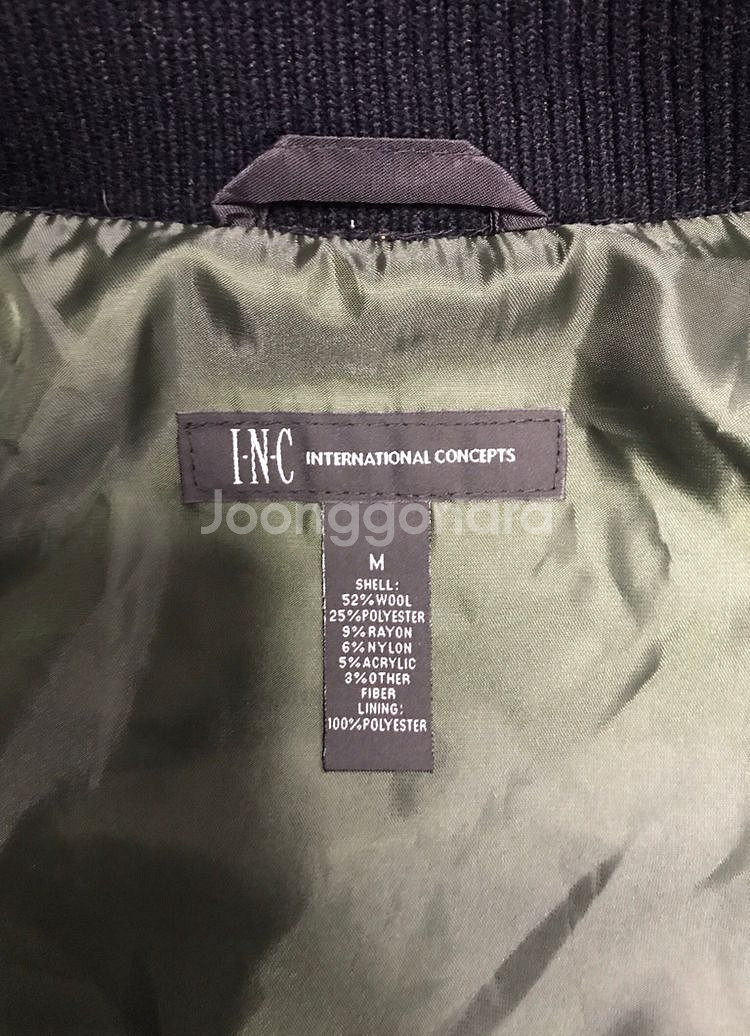 I·N·C INTERNATIONAL CONCEPTS
Joonggonara
M
SHELL:
52%WOOL
25%POLYESTER
9%RAYON
6%NYLON
5%ACRYLIC
3%OTHER
FIBER
LINING:
100%POLYESTER